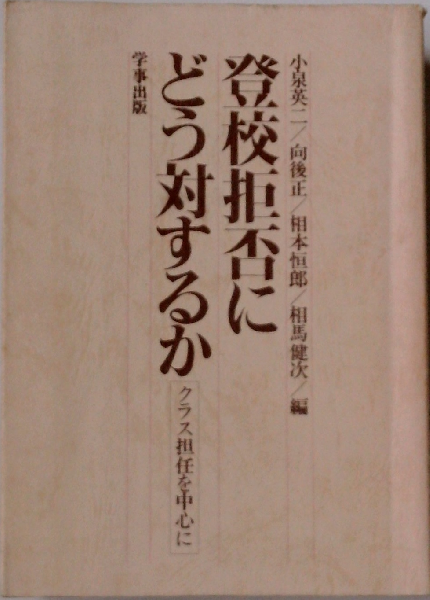 小泉英二／向後正／相本恒郎／相馬健次／編
登校拒否に
どう対するか
クラス担任を中心に
学事出版